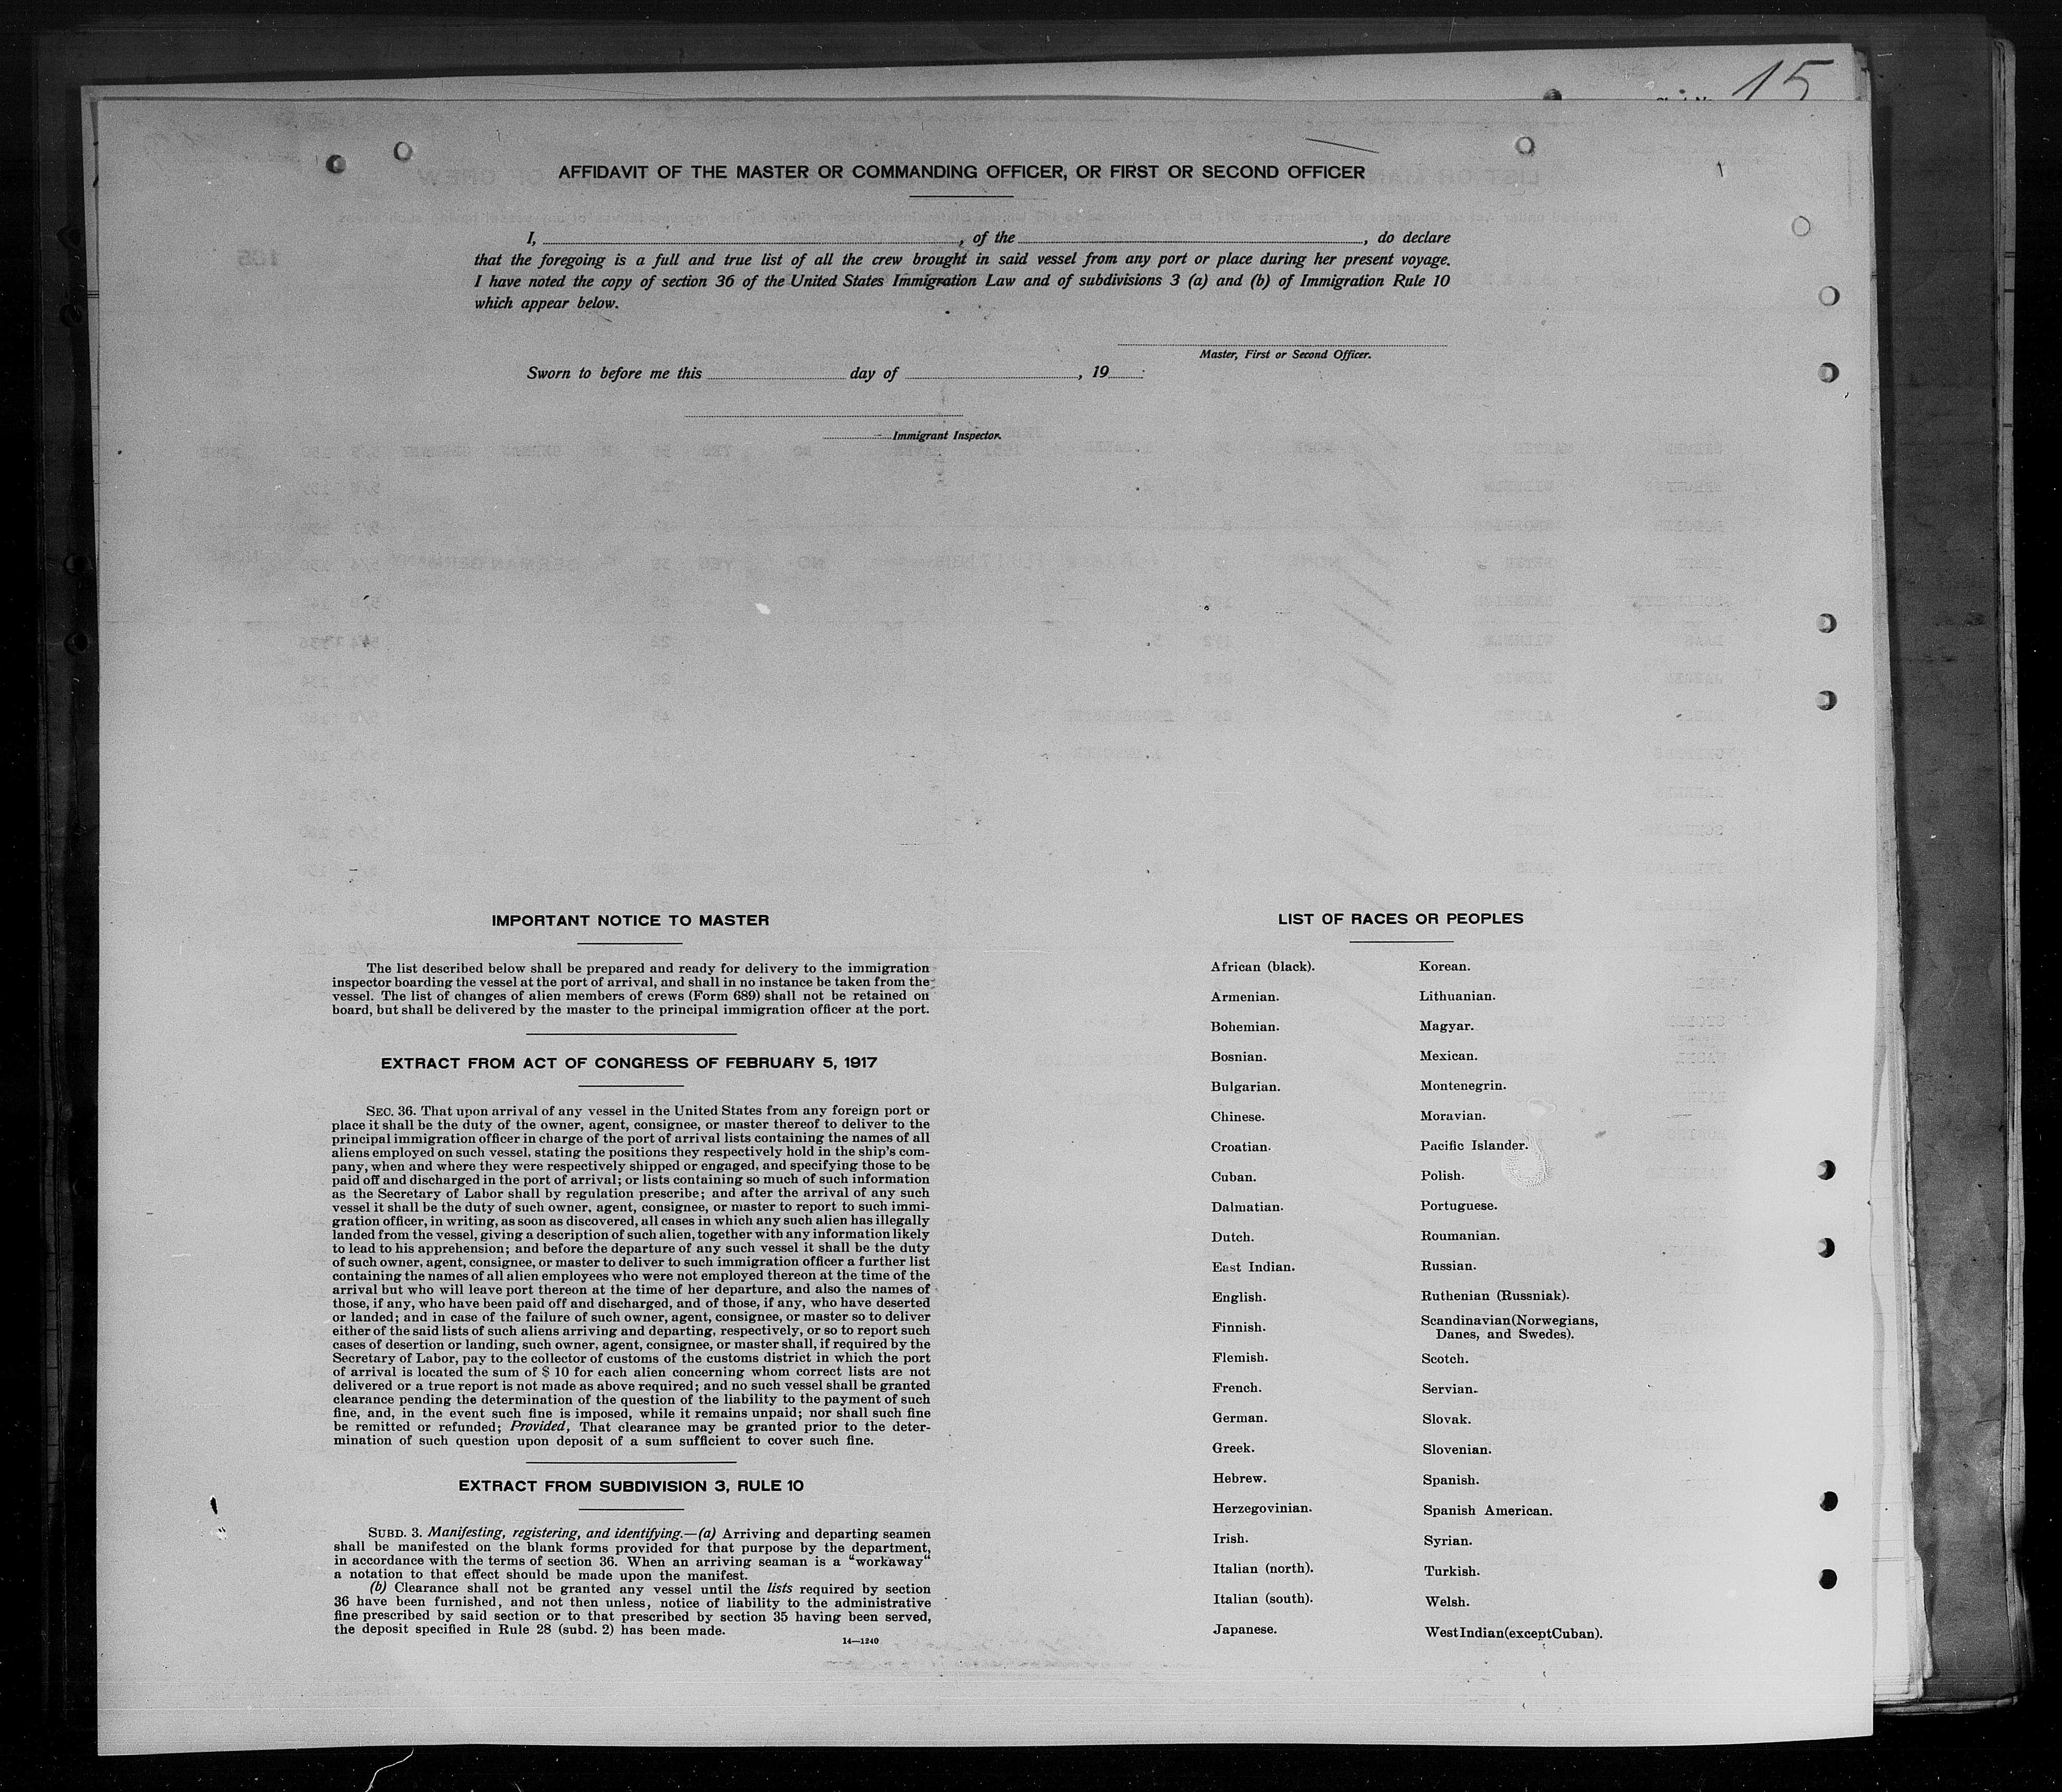 15
AFFIDAVIT OF THE MASTER OR COMMANDING OFFICER, OR FIRST OR SECOND OFFICER
I, , of the , do declare
that the foregoing is a full and true list of all the crew brought in said vessel from any port or place during her present voyage.
I have noted the copy of section 36 of the United States Immigration Law and of subdivisions 3 (a) and (b) of Immigration Rule 10
which appear below.
Master, First or Second Officer.
Sworn to before me this day of , 19
Immigrant Inspector.
IMPORTANT NOTICE TO MASTER
The list described below shall be prepared and ready for delivery to the immigration
inspector boarding the vessel at the port of arrival, and shall in no instance be taken from the
vessel. The list of changes of alien members of crews (Form 689) shall not be retained on
board, but shall be delivered by the master to the principal immigration officer at the port.
EXTRACT FROM ACT OF CONGRESS OF FEBRUARY 5, 1917
SEC. 36. That upon arrival of any vessel in the United States from any foreign port or
place it shall be the duty of the owner, agent, consignee, or master thereof to deliver to the
principal immigration officer in charge of the port of arrival lists containing the names of all
aliens employed on such vessel, stating the positions they respectively hold in the ship's com-
pany, when and where they were respectively shipped or engaged, and specifying those to be
paid off and discharged in the port of arrival; or lists containing so much of such information
as the Secretary of Labor shall by regulation prescribe; and after the arrival of any such
vessel it shall be the duty of such owner, agent, consignee, or master to report to such immi-
gration officer, in writing, as soon as discovered, all cases in which any such alien has illegally
landed from the vessel, giving a description of such alien, together with any information likely
to lead to his apprehension; and before the departure of any such vessel it shall be the duty
of such owner, agent, consignee, or master to deliver to such immigration officer a further list
containing the names of all alien employees who were not employed thereon at the time of the
arrival but who will leave port thereon at the time of her departure, and also the names of
those, if any, who have been paid off and discharged, and of those, if any, who have deserted
or landed; and in case of the failure of such owner, agent, consignee, or master so to deliver
either of the said lists of such aliens arriving and departing, respectively, or so to report such
cases of desertion or landing, such owner, agent, consignee, or master shall, if required by the
Secretary of Labor, pay to the collector of customs of the customs district in which the port
of arrival is located the sum of $ 10 for each alien concerning whom correct lists are not
delivered or a true report is not made as above required; and no such vessel shall be granted
clearance pending the determination of the question of the liability to the payment of such
fine, and, in the event such fine is imposed, while it remains unpaid; nor shall such fine
be remitted or refunded; Provided, That clearance may be granted prior to the deter-
mination of such question upon deposit of a sum sufficient to cover such fine.
EXTRACT FROM SUBDIVISION 3, RULE 10
SUBD. 3. Manifesting, registering, and identifying.—(a) Arriving and departing seamen
shall be manifested on the blank forms provided for that purpose by the department,
in accordance with the terms of section 36. When an arriving seaman is a "workaway"
a notation to that effect should be made upon the manifest.
(b) Clearance shall not be granted any vessel until the lists required by section
36 have been furnished, and not then unless, notice of liability to the administrative
fine prescribed by said section or to that prescribed by section 35 having been served,
the deposit specified in Rule 28 (subd. 2) has been made.
14—1240
LIST OF RACES OR PEOPLES
African (black).
Armenian.
Bohemian.
Bosnian.
Bulgarian.
Chinese.
Croatian.
Cuban.
Dalmatian.
Dutch.
East Indian.
English.
Finnish.
Flemish.
French.
German.
Greek.
Hebrew.
Herzegovinian.
Irish.
Italian (north).
Italian (south).
Japanese.
Korean.
Lithuanian.
Magyar.
Mexican.
Montenegrin.
Moravian.
Pacific Islander.
Polish.
Portuguese.
Roumanian.
Russian.
Ruthenian (Russniak).
Scandinavian(Norwegians,
Danes, and Swedes).
Scotch.
Servian.
Slovak.
Slovenian.
Spanish.
Spanish American.
Syrian.
Turkish.
Welsh.
West Indian(except Cuban).